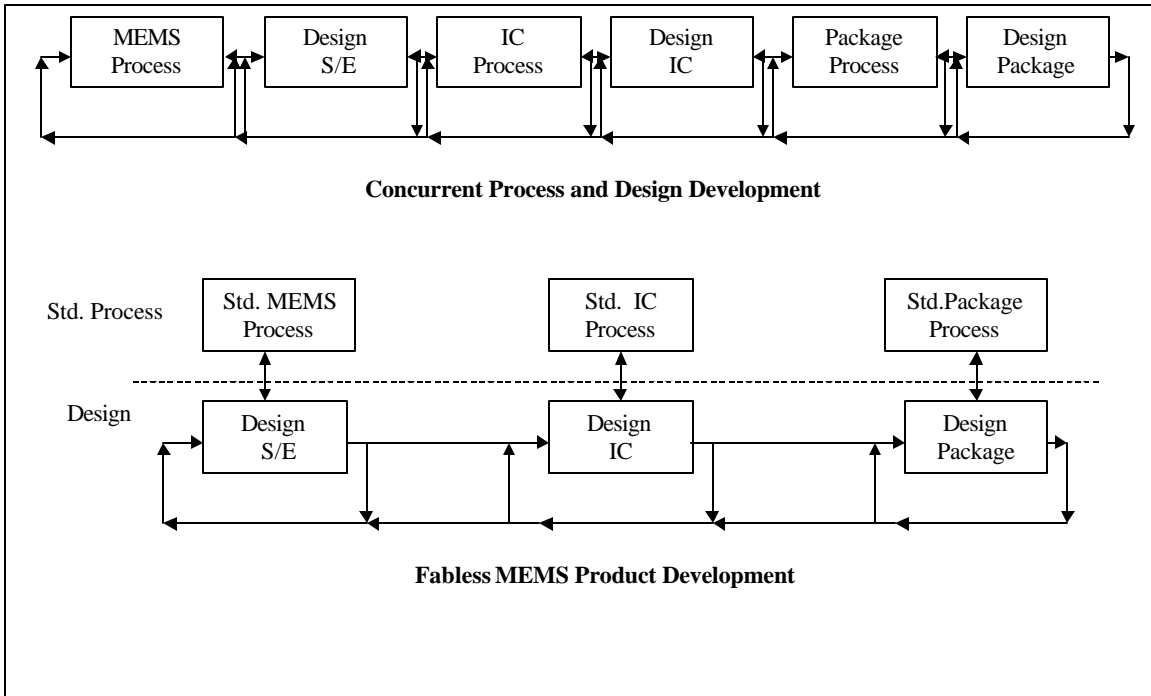 MEMS
Process
Design
S/E
IC
Process
Design
IC
Package
Process
Design
Package
Concurrent Process and Design Development
Std. Process
Std. MEMS
Process
Std. IC
Process
Std.Package
Process
Design
Design
S/E
Design
IC
Design
Package
Fabless MEMS Product Development